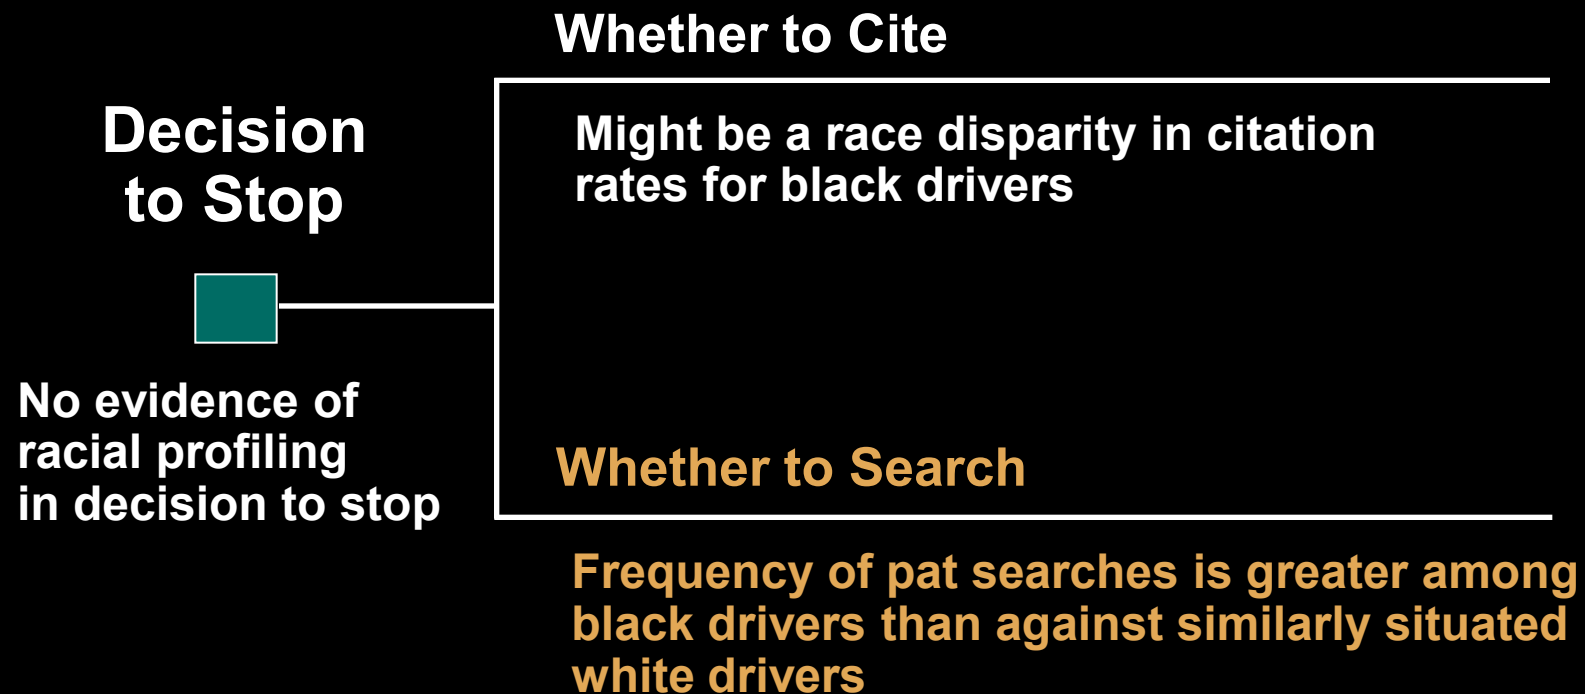 Decision
to Stop
No evidence of
racial profiling
in decision to stop
Whether to Cite
Might be a race disparity in citation
rates for black drivers
Whether to Search
Frequency of pat searches is greater among
black drivers than against similarly situated
white drivers